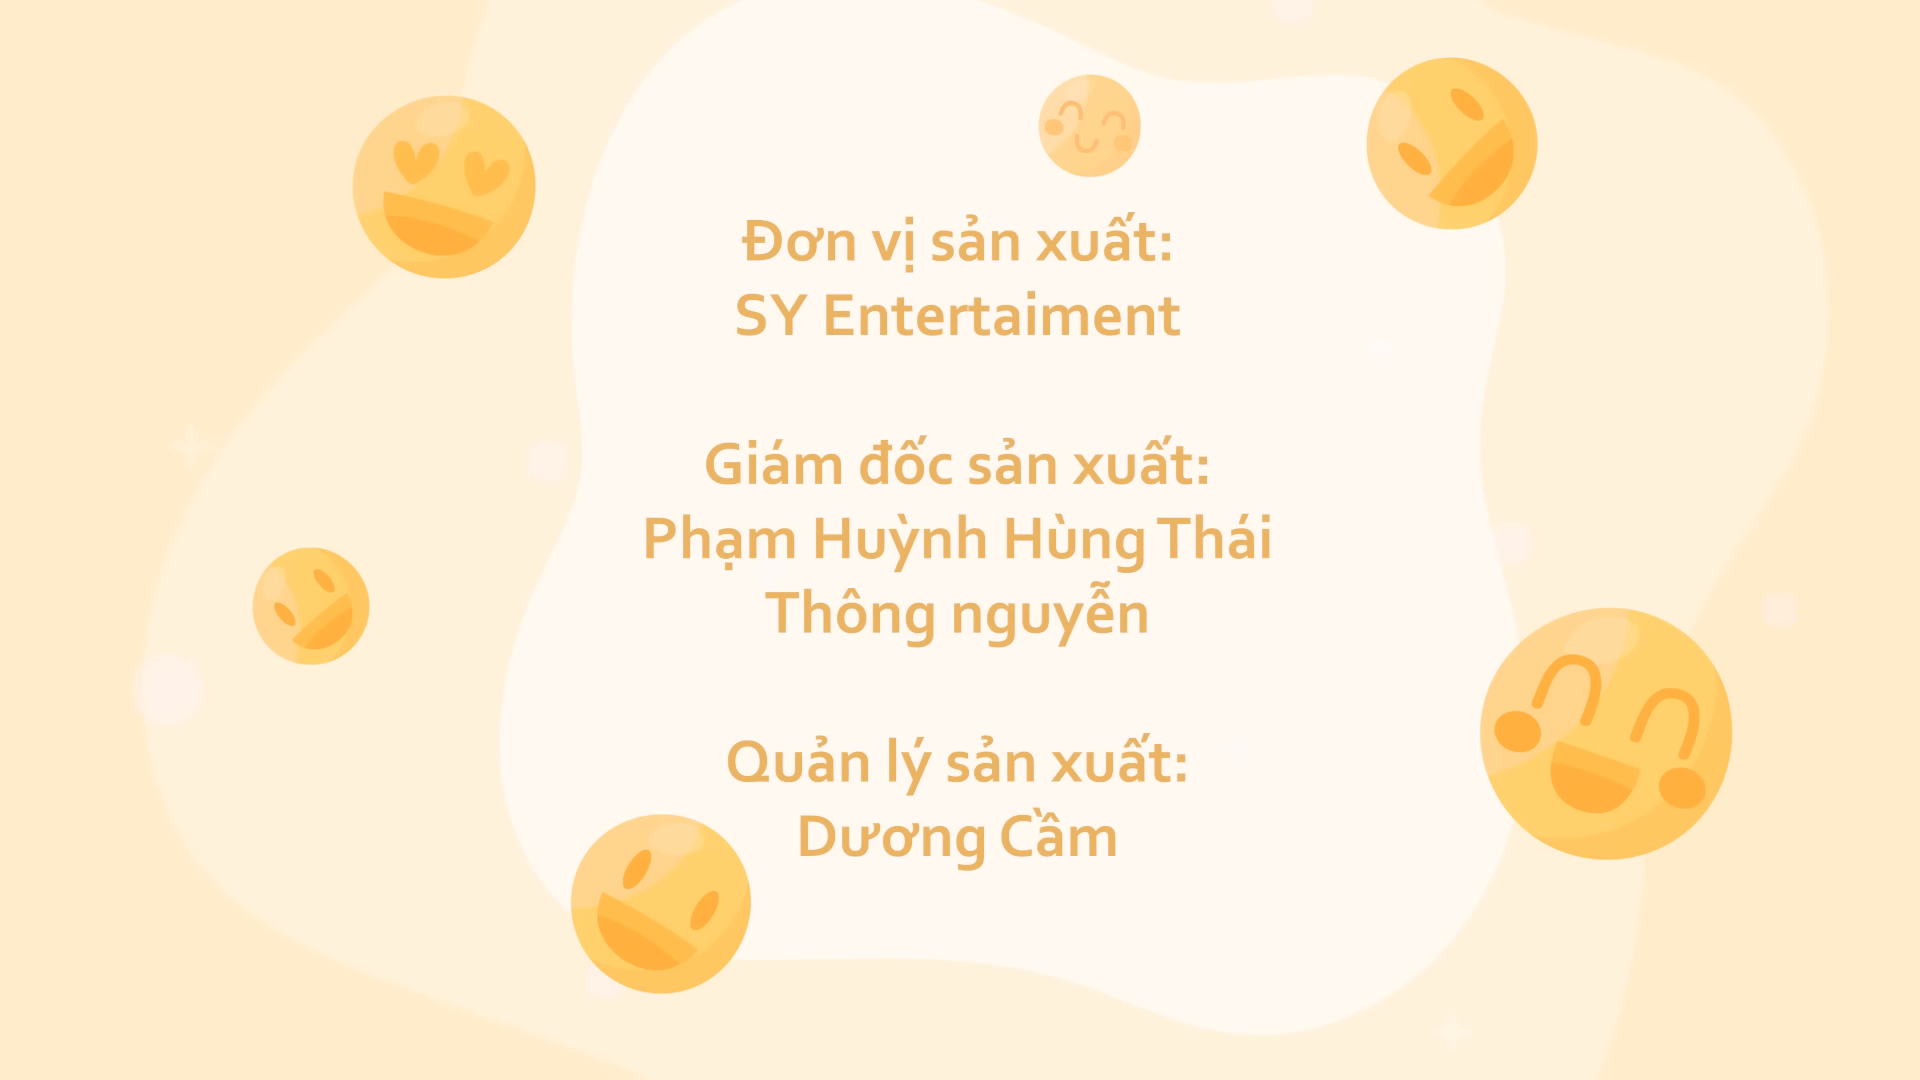 Đơn vị sản xuất:
SY Entertaiment
Giám đốc sản xuất:
Phạm Huỳnh Hùng Thái
Thông nguyễn
Quản lý sản xuất:
Dương Cầm